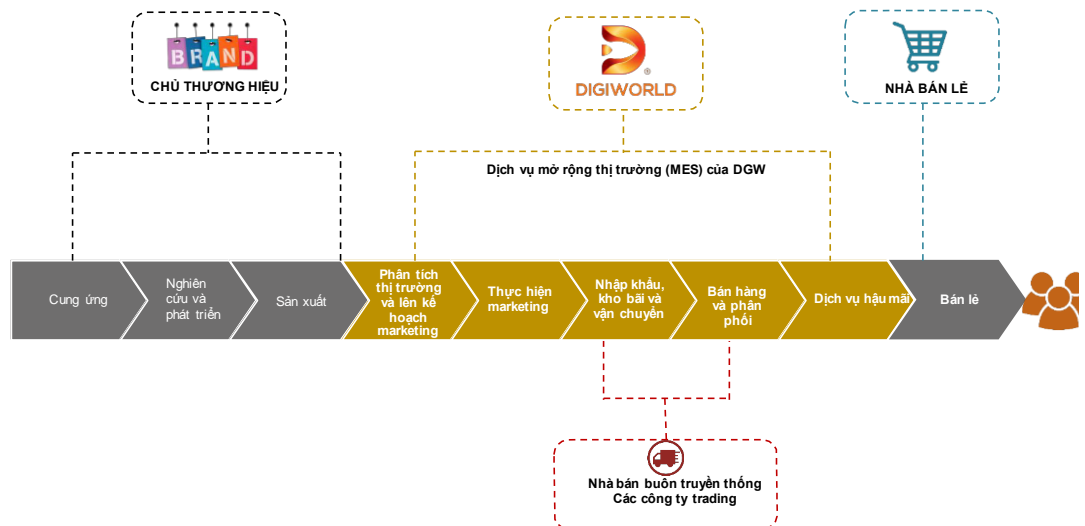 BRAND
CHỦ THƯƠNG HIỆU
®
DIGIWORLD
NHÀ BÁN LẺ
Dịch vụ mở rộng thị trường (MES) của DGW
Cung ứng
Nghiên
cứu và
phát triển
Sản xuất
Phân tích
thị trường
và lên kế
hoạch
marketing
Thực hiện
marketing
Nhập khẩu,
kho bãi và
vận chuyển
Bán hàng
và phân
phối
Dịch vụ hậu mãi
Bán lẻ
Nhà bán buôn truyền thống
Các công ty trading